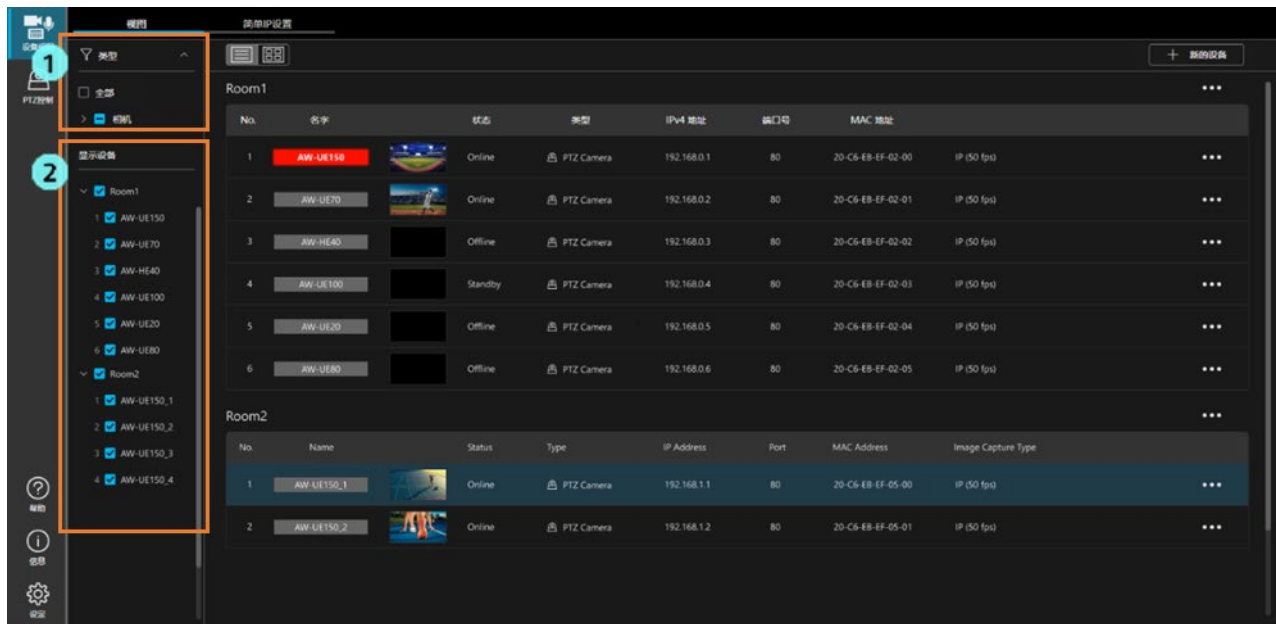 视图 简单IP设置
1
类型
全部
相机
PTZ控制
2
显示设备
Room1
1 AW-UE150
2 AW-UE70
3 AW-HE40
4 AW-UE100
5 AW-UE20
6 AW-UE80
Room2
1 AW-UE150_1
2 AW-UE150_2
3 AW-UE150_3
4 AW-UE150_4
帮助
信息
设定
新的设备
Room1
No. 名字 状态 类型 IPv4 地址 端口号 MAC 地址
1 AW-UE150 Online PTZ Camera 192.168.0.1 80 20-C6-EB-EF-02-00 IP (50 fps)
2 AW-UE70 Online PTZ Camera 192.168.0.2 80 20-C6-EB-EF-02-01 IP (50 fps)
3 AW-HE40 Offline PTZ Camera 192.168.0.3 80 20-C6-EB-EF-02-02 IP (50 fps)
4 AW-UE100 Standby PTZ Camera 192.168.0.4 80 20-C6-EB-EF-02-03 IP (50 fps)
5 AW-UE20 Offline PTZ Camera 192.168.0.5 80 20-C6-EB-EF-02-04 IP (50 fps)
6 AW-UE80 Offline PTZ Camera 192.168.0.6 80 20-C6-EB-EF-02-05 IP (50 fps)
Room2
No. Name Status Type IP Address Port MAC Address Image Capture Type
1 AW-UE150_1 Online PTZ Camera 192.168.1.1 80 20-C6-EB-EF-05-00 IP (50 fps)
2 AW-UE150_2 Online PTZ Camera 192.168.1.2 80 20-C6-EB-EF-05-01 IP (50 fps)